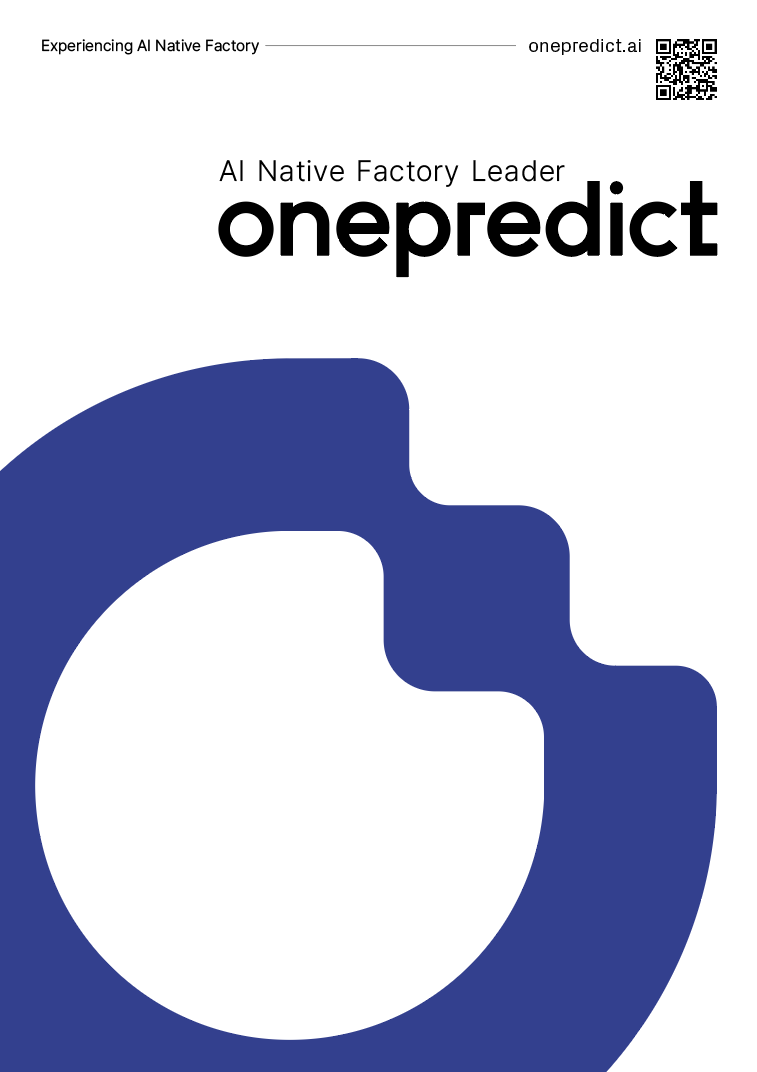 Experiencing AI Native Factory
onepredict.ai
AI Native Factory Leader
onepredict